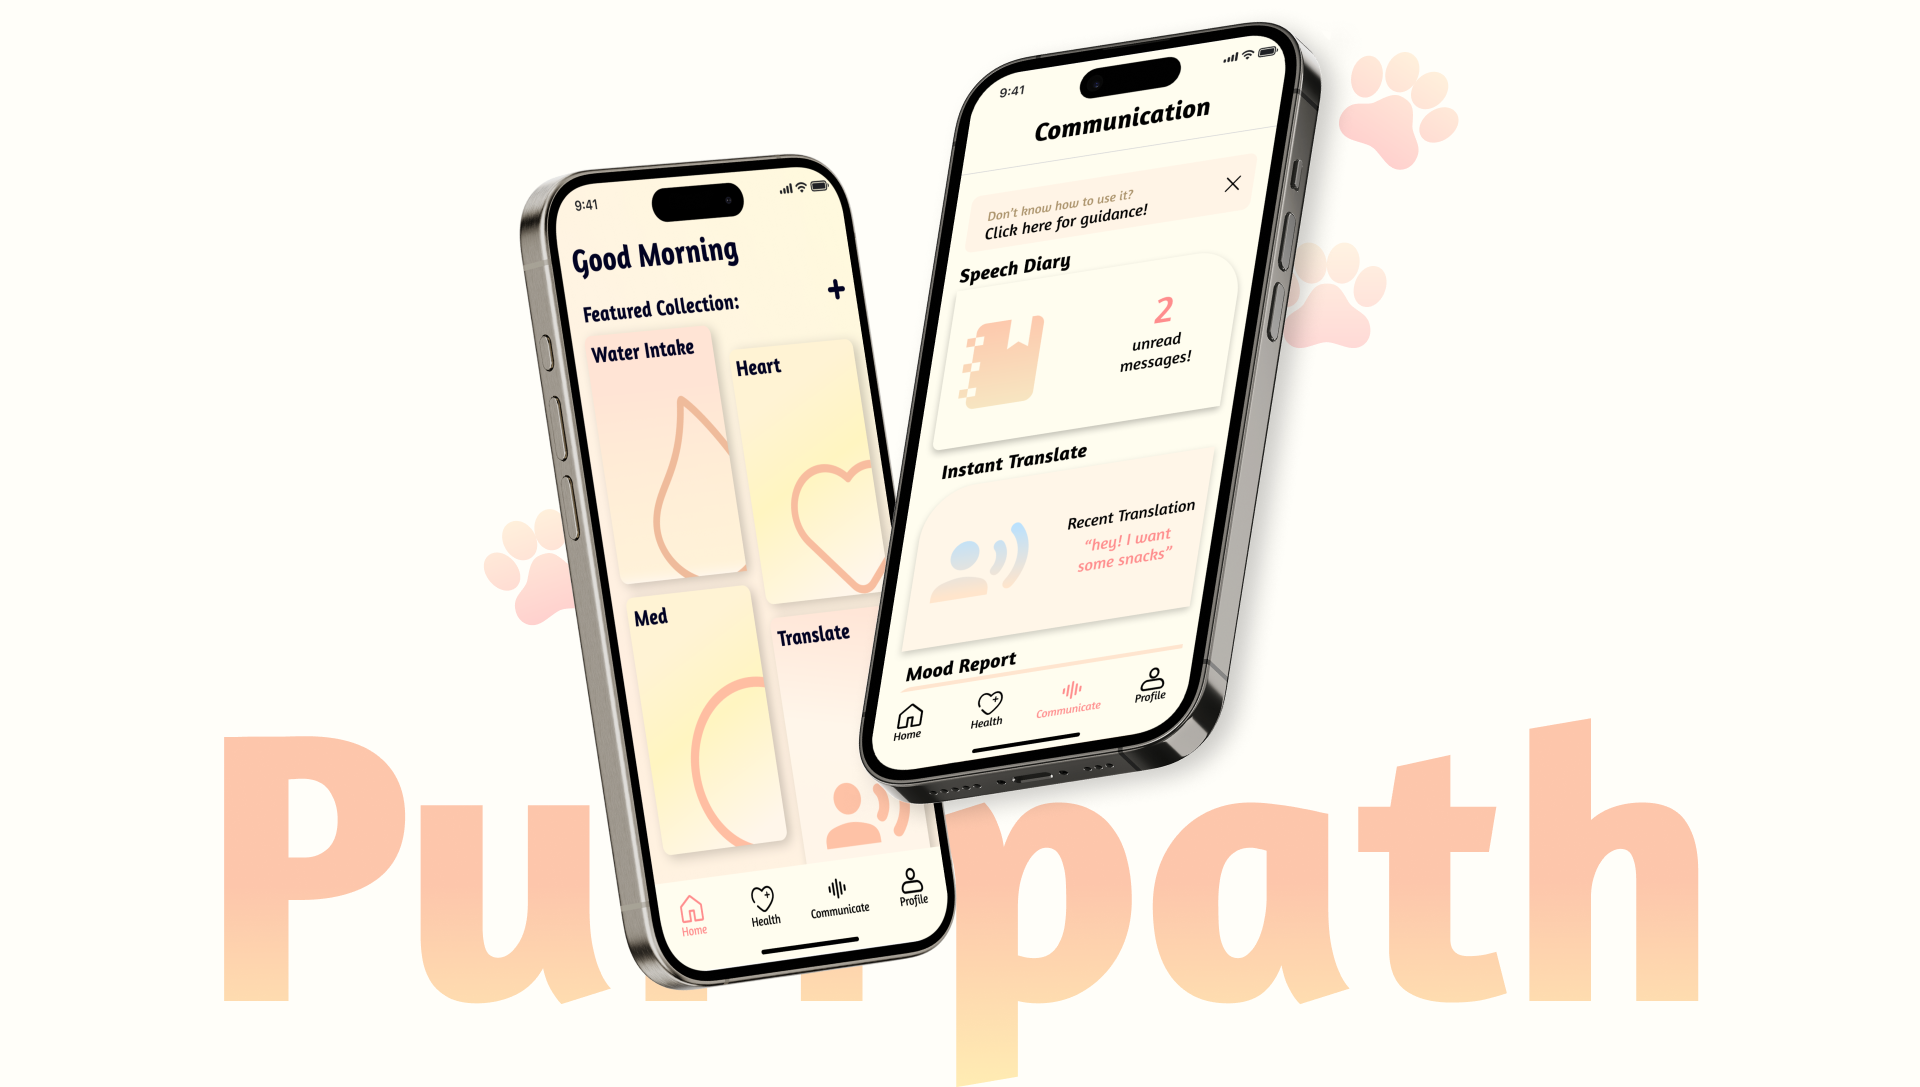 9:41
Good Morning
Featured Collection:
+
Water Intake
Heart
Med
Translate
Home
Health
Communicate
Profile
9:41
Communication
Don't know how to use it?
Click here for guidance!
Speech Diary
2
unread
messages!
Instant Translate
Recent Translation
“hey! I want
some snacks”
Mood Report
Home
Health
Communicate
Profile
Purrpath